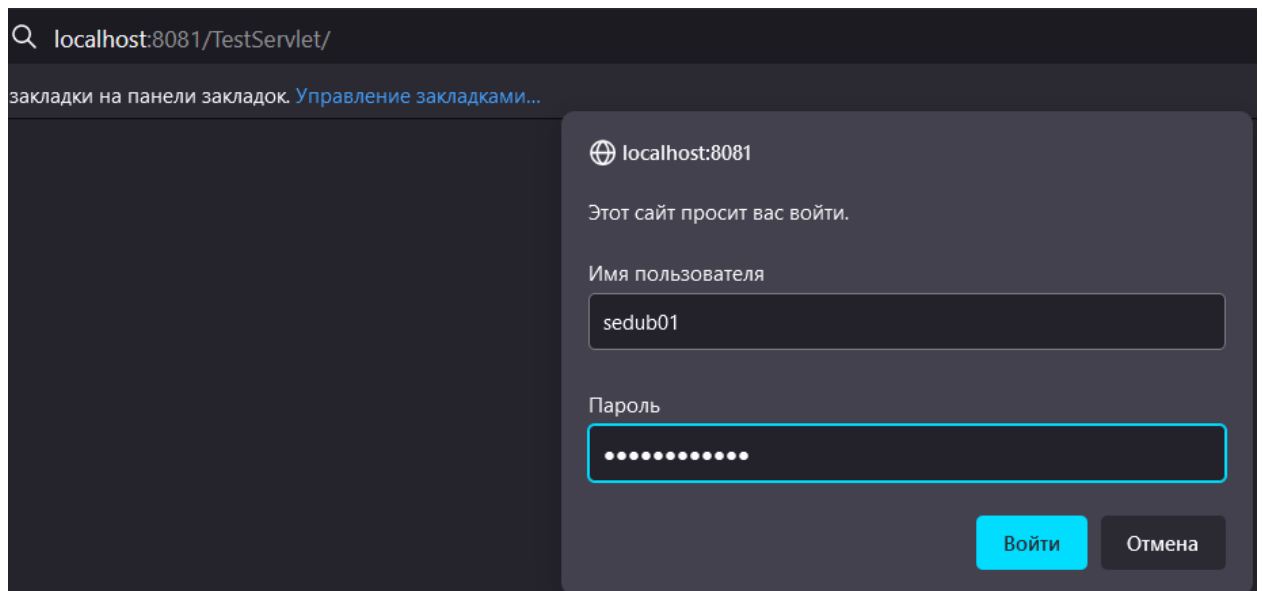 localhost:8081/TestServlet/
закладки на панели закладок. Управление закладками...
localhost:8081
Этот сайт просит вас войти.
Имя пользователя
sedub01
Пароль
••••••••••••
Войти Отмена